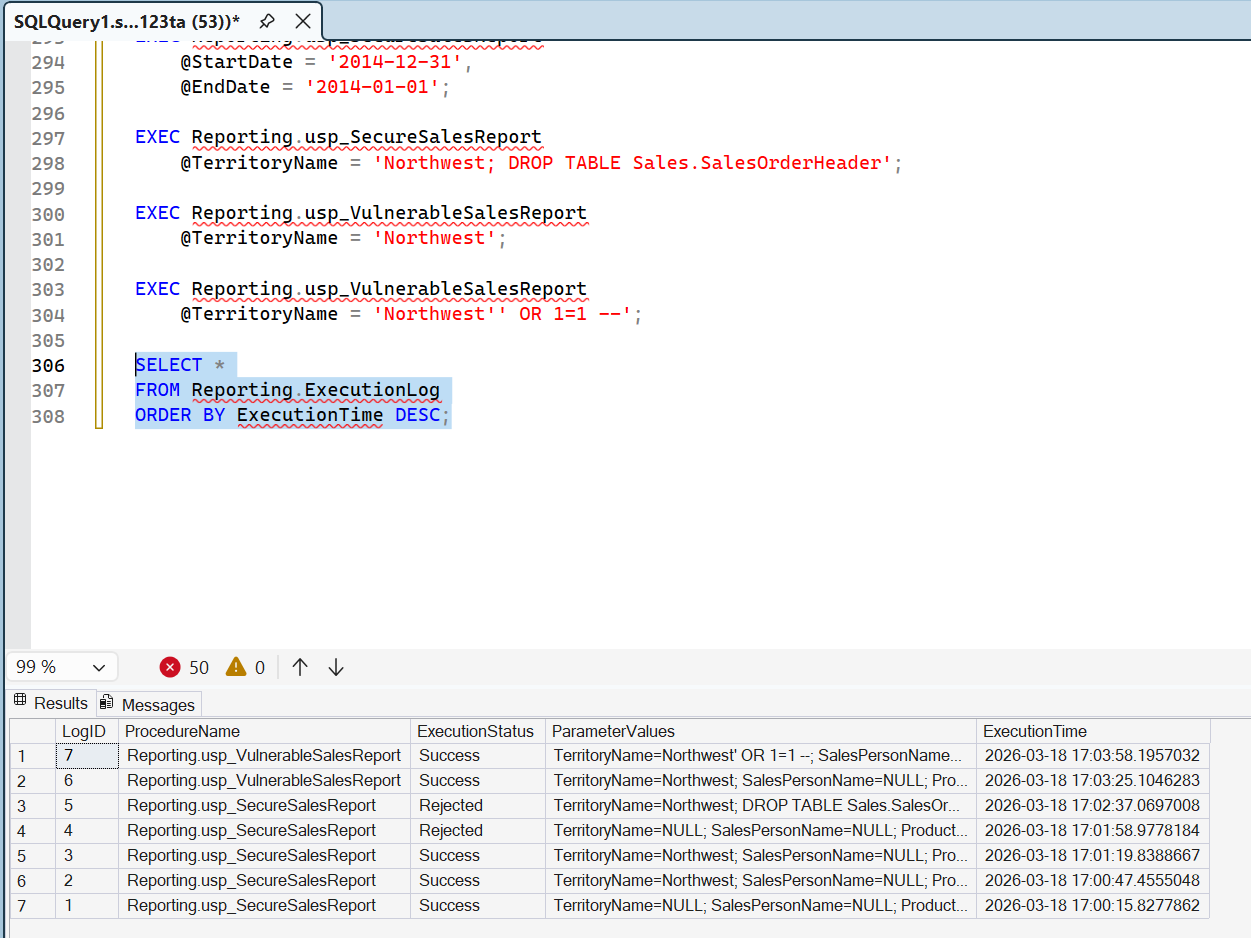 SQLQuery1.s...123ta (53))*
294 @StartDate = '2014-12-31',
295 @EndDate = '2014-01-01';
296
297 EXEC Reporting.usp_SecureSalesReport
298 @TerritoryName = 'Northwest; DROP TABLE Sales.SalesOrderHeader';
299
300 EXEC Reporting.usp_VulnerableSalesReport
301 @TerritoryName = 'Northwest';
302
303 EXEC Reporting.usp_VulnerableSalesReport
304 @TerritoryName = 'Northwest'' OR 1=1 --';
305
306 SELECT *
307 FROM Reporting.ExecutionLog
308 ORDER BY ExecutionTime DESC;
99 % 50 0
Results Messages
LogID ProcedureName ExecutionStatus ParameterValues ExecutionTime
1 7 Reporting.usp_VulnerableSalesReport Success TerritoryName=Northwest' OR 1=1 --; SalesPersonName... 2026-03-18 17:03:58.1957032
2 6 Reporting.usp_VulnerableSalesReport Success TerritoryName=Northwest; SalesPersonName=NULL; Pro... 2026-03-18 17:03:25.1046283
3 5 Reporting.usp_SecureSalesReport Rejected TerritoryName=Northwest; DROP TABLE Sales.SalesOr... 2026-03-18 17:02:37.0697008
4 4 Reporting.usp_SecureSalesReport Rejected TerritoryName=NULL; SalesPersonName=NULL; Product... 2026-03-18 17:01:58.9778184
5 3 Reporting.usp_SecureSalesReport Success TerritoryName=Northwest; SalesPersonName=NULL; Pro... 2026-03-18 17:01:19.8388667
6 2 Reporting.usp_SecureSalesReport Success TerritoryName=Northwest; SalesPersonName=NULL; Pro... 2026-03-18 17:00:47.4555048
7 1 Reporting.usp_SecureSalesReport Success TerritoryName=NULL; SalesPersonName=NULL; Product... 2026-03-18 17:00:15.8277862